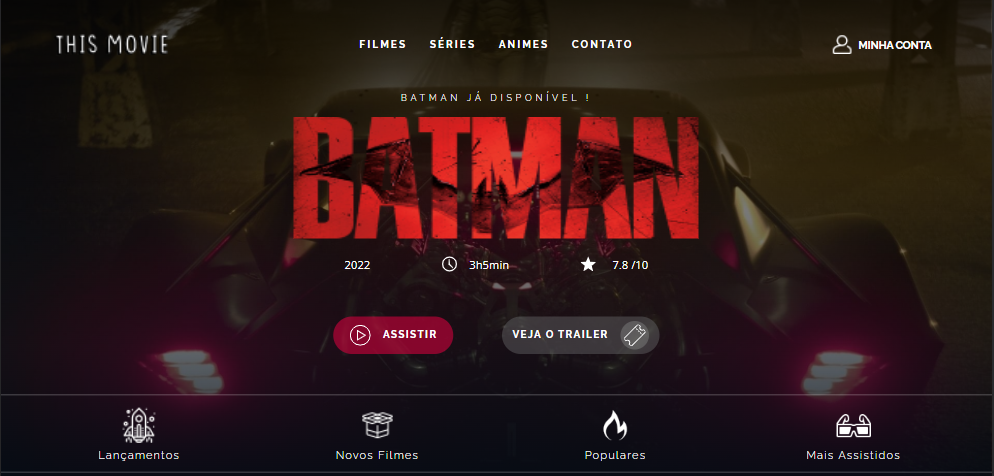 THIS MOVIE
FILMES SÉRIES ANIMES CONTATO
MINHA CONTA
BATMAN JÁ DISPONÍVEL !
BATMAN
2022 3h5min 7.8 /10
ASSISTIR VEJA O TRAILER
Lançamentos Novos Filmes Populares Mais Assistidos